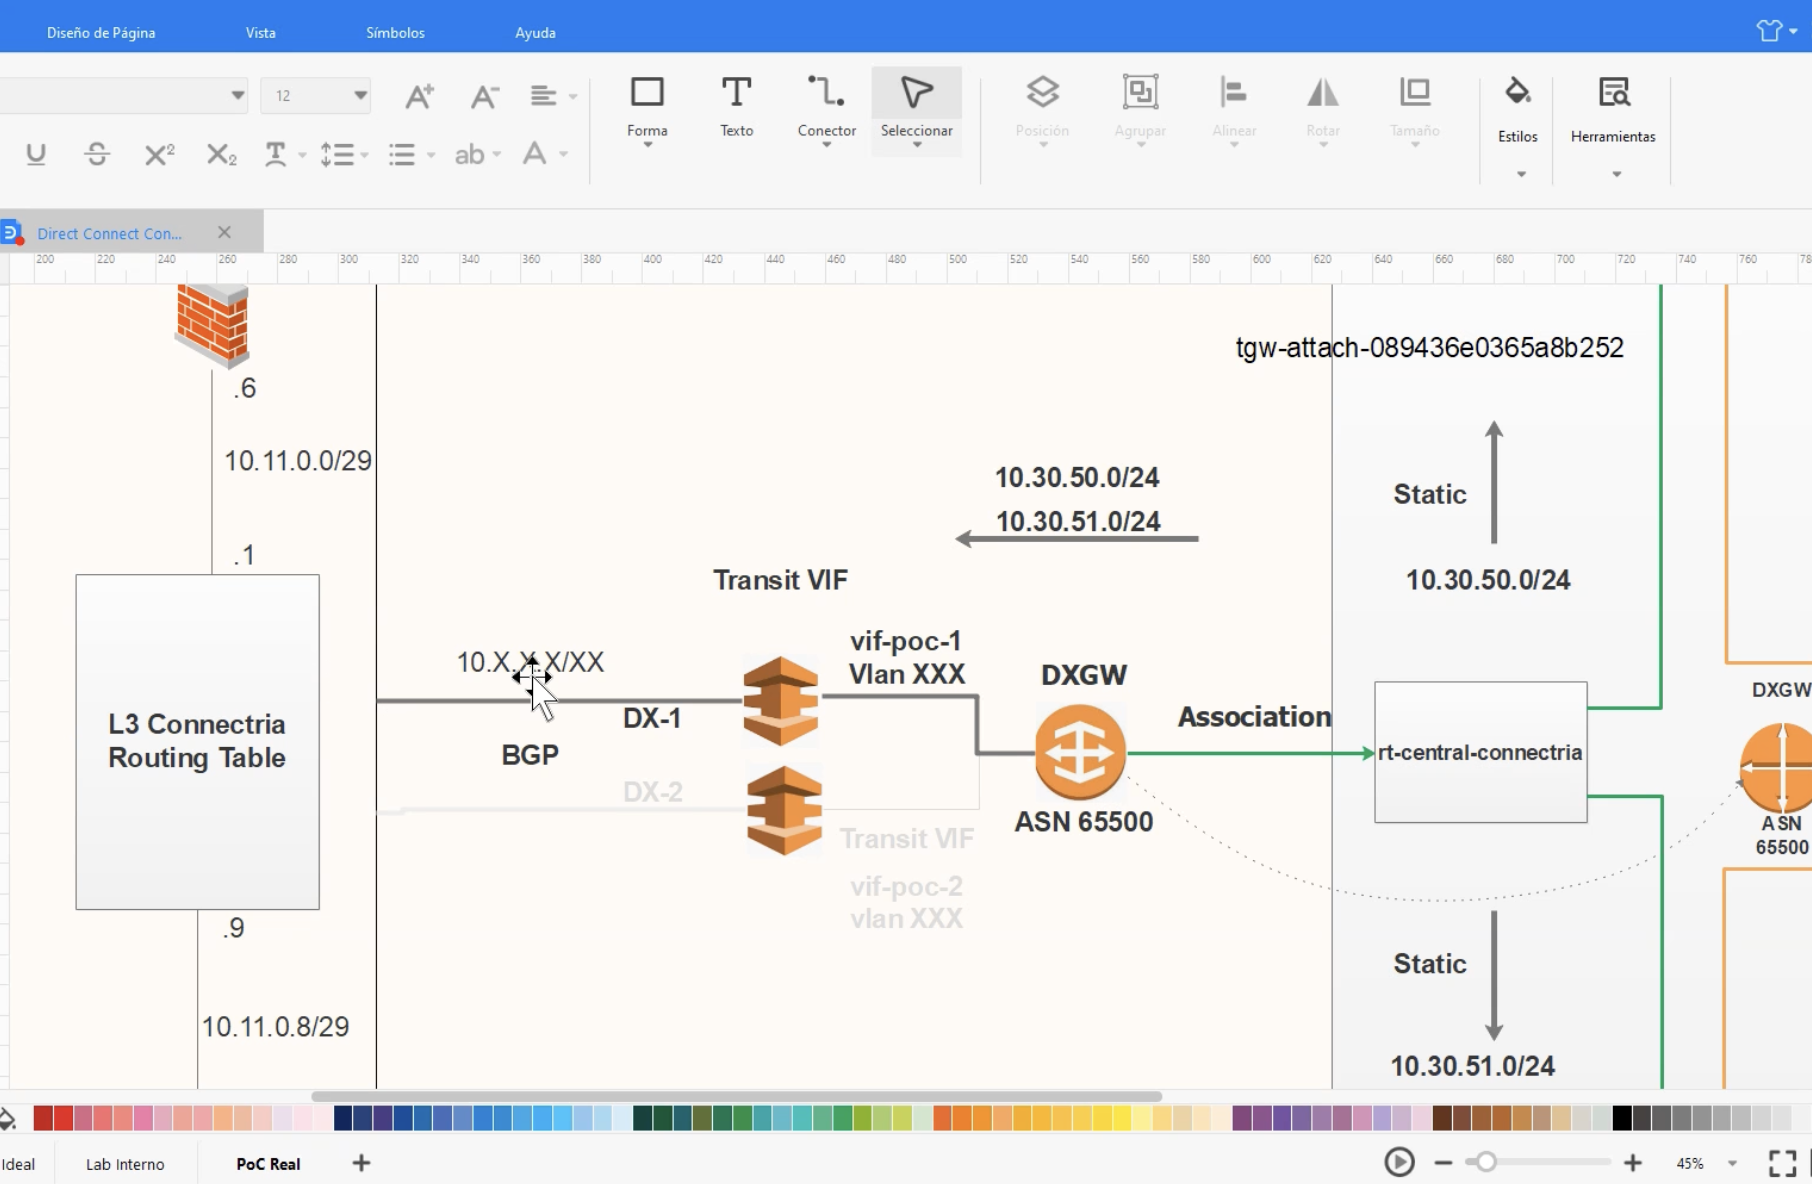 Diseño de Página
Vista
Símbolos
Ayuda
12
Forma
Texto
Conector
Seleccionar
Posición
Agrupar
Alinear
Rotar
Tamaño
Estilos
Herramientas
Direct Connect Con...
200 220 240 260 280 300 320 340 360 380 400 420 440 460 480 500 520 540 560 580 600 620 640 660 680 700 720 740 760
tgw-attach-089436e0365a8b252
.6
10.11.0.0/29
10.30.50.0/24
10.30.51.0/24
Static
.1
Transit VIF
10.30.50.0/24
10.X.X.X/XX
vif-poc-1
Vlan XXX
DXGW
DXGW
L3 Connectria
Routing Table
DX-1
Association
BGP
rt-central-connectria
DX-2
ASN 65500
ASN
65500
Transit VIF
vif-poc-2
vlan XXX
.9
Static
10.11.0.8/29
10.30.51.0/24
Ideal
Lab Interno
PoC Real
45%